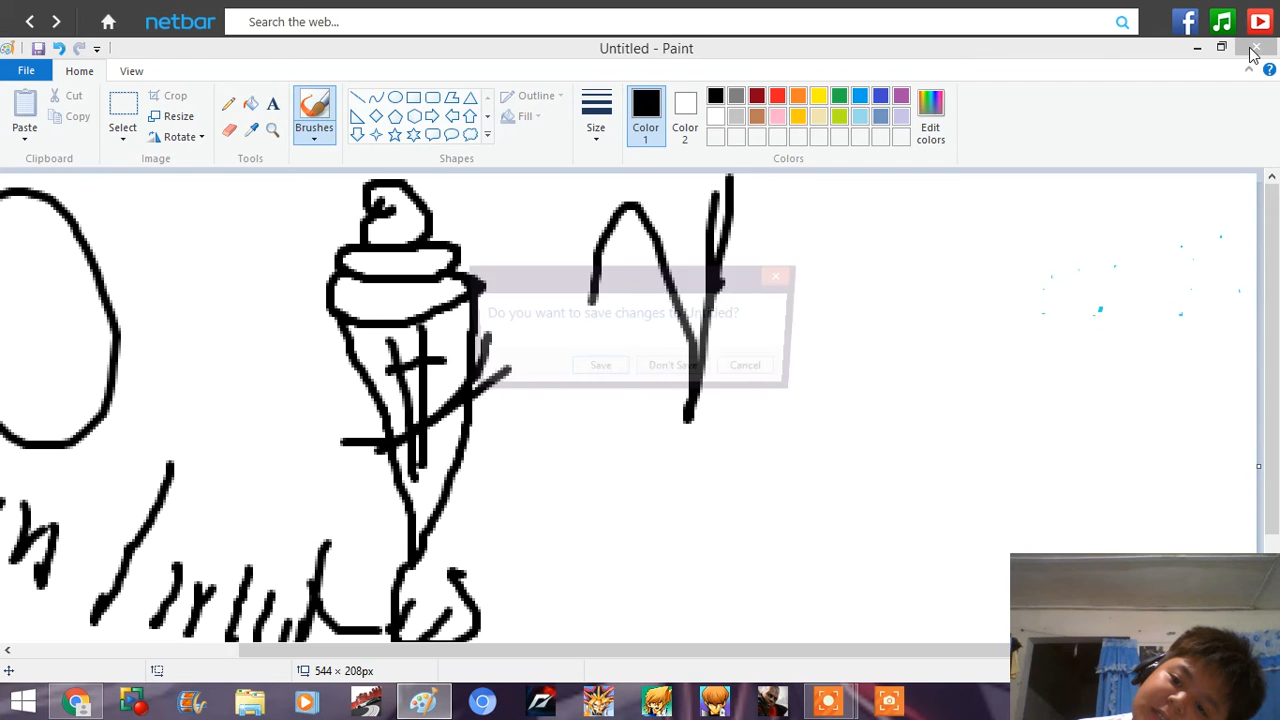 netbar
Search the web...
Untitled - Paint
File
Home
View
Paste
Cut
Copy
Clipboard
Select
Crop
Resize
Rotate
Image
Tools
Brushes
Outline
Fill
Shapes
Size
Color 1
Color 2
Edit colors
Colors
Do you want to save changes to Untitled?
Save
Don't Save
Cancel
544 × 208px